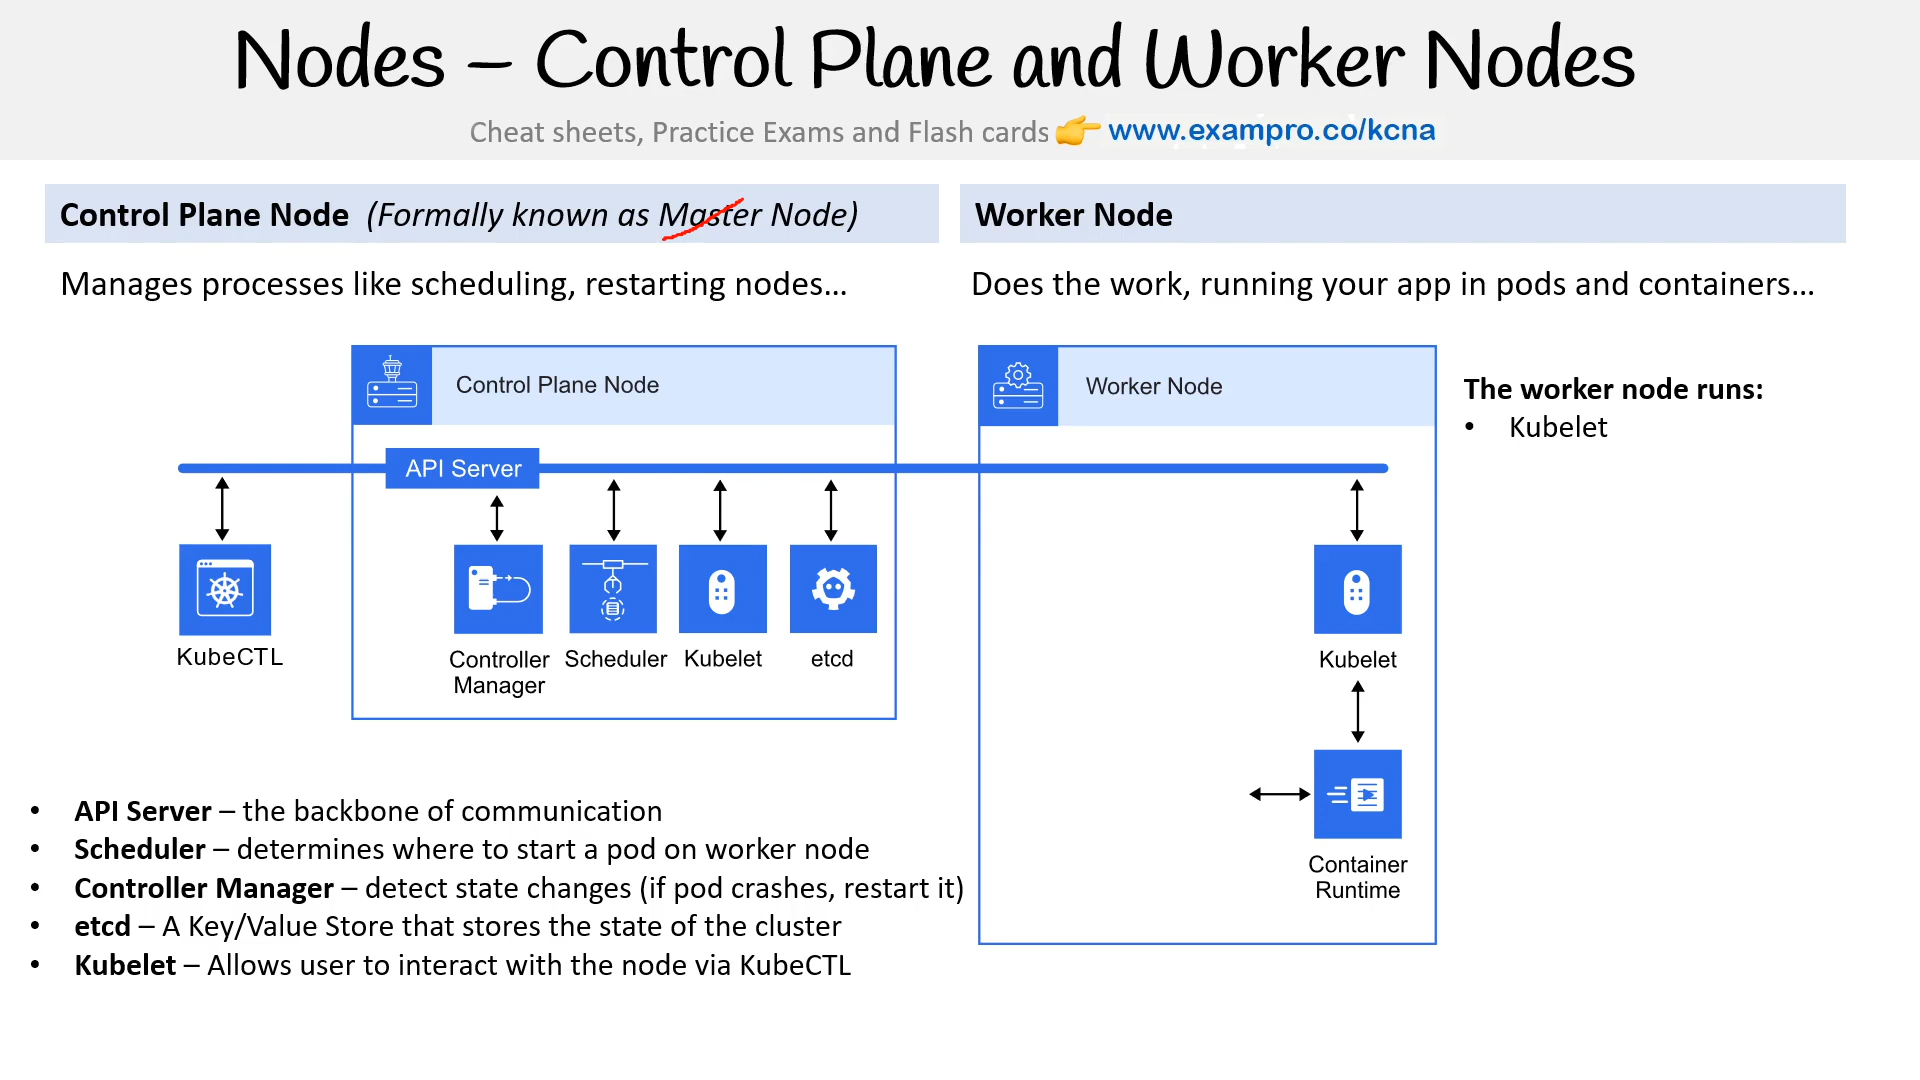 Nodes – Control Plane and Worker Nodes
Cheat sheets, Practice Exams and Flash cards www.exampro.co/kcna
Control Plane Node (Formally known as Master Node)
Manages processes like scheduling, restarting nodes…
Control Plane Node
API Server
KubeCTL
Controller
Manager
Scheduler
Kubelet
etcd
• API Server – the backbone of communication
• Scheduler – determines where to start a pod on worker node
• Controller Manager – detect state changes (if pod crashes, restart it)
• etcd – A Key/Value Store that stores the state of the cluster
• Kubelet – Allows user to interact with the node via KubeCTL
Worker Node
Does the work, running your app in pods and containers…
Worker Node
Kubelet
Container
Runtime
The worker node runs:
• Kubelet